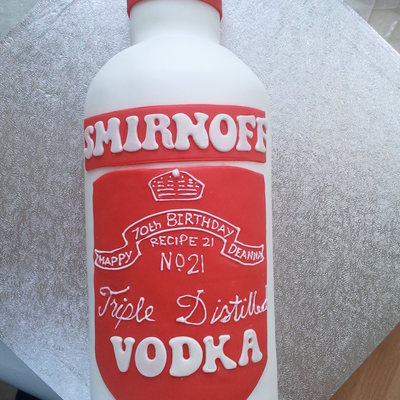 SMIRNOFF
70th BIRTHDAY
HAPPY DEANNA
RECIPE 21
No21
Triple Distilled
VODKA